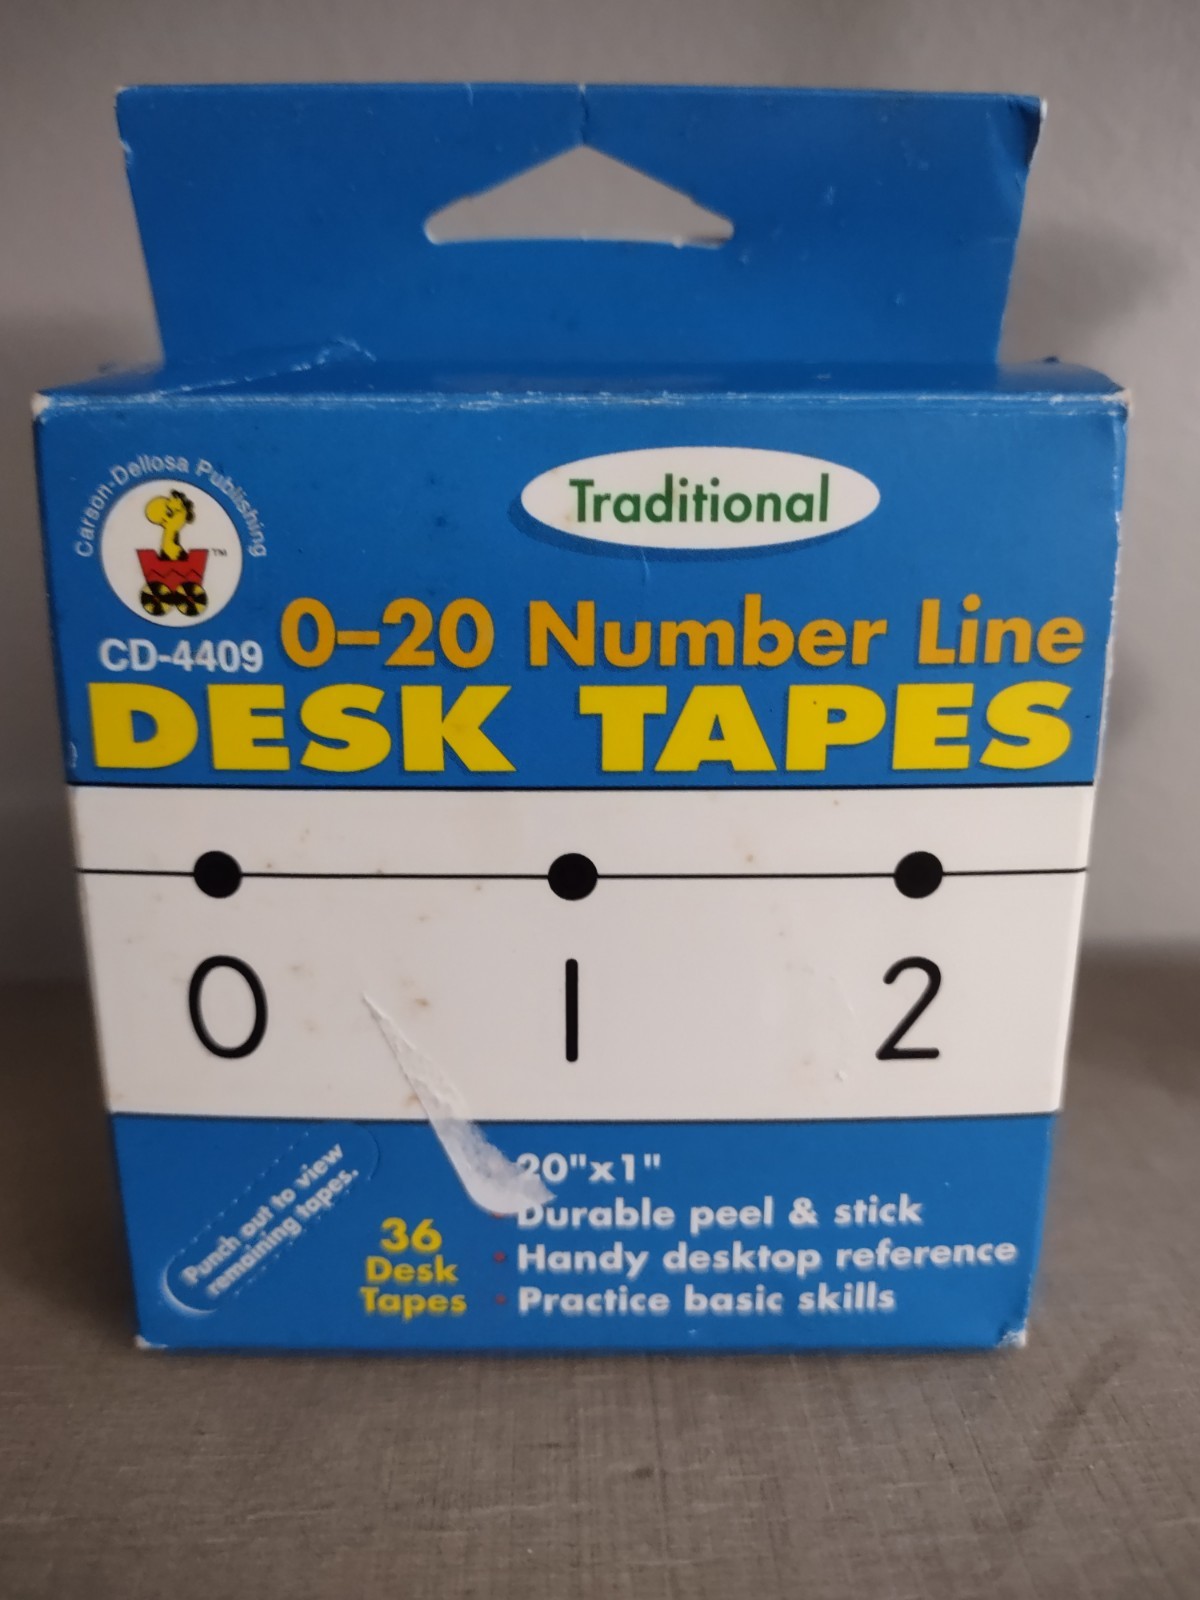 Carson-Dellosa Publishing
TM
Traditional
CD-4409
0–20 Number Line
DESK TAPES
0 1 2
Punch out to view
remaining tapes.
36
Desk
Tapes
20"x1"
• Durable peel & stick
• Handy desktop reference
• Practice basic skills